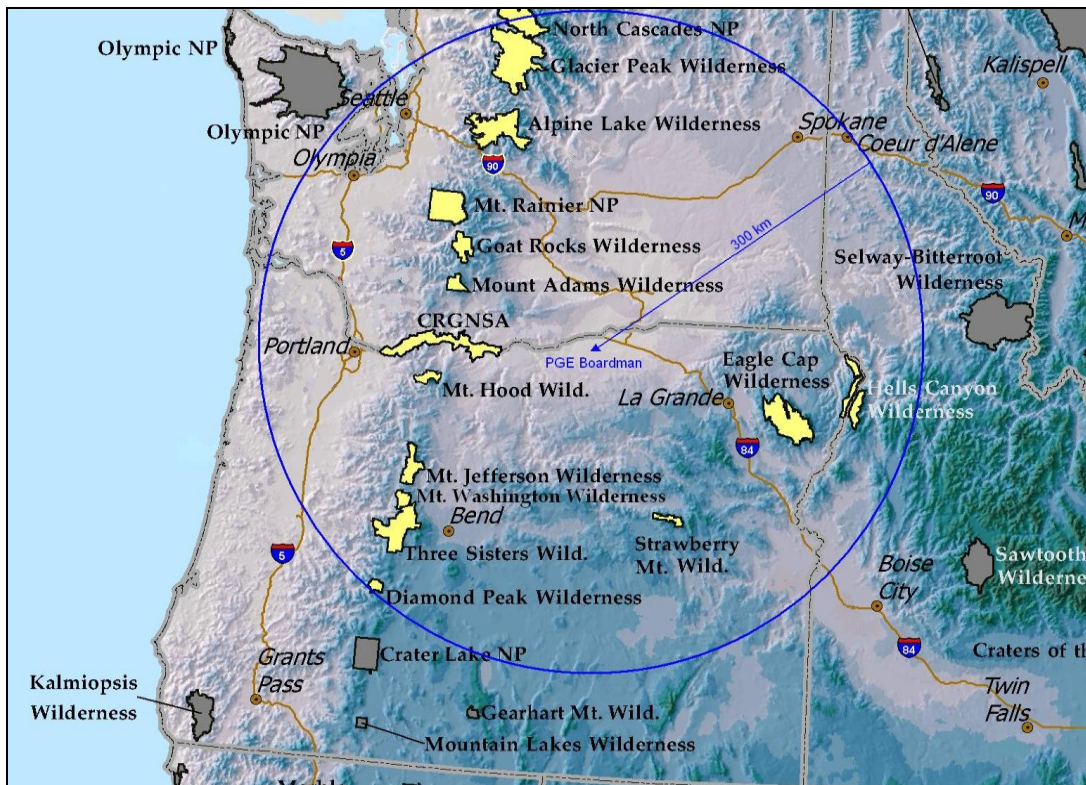 North Cascades NP
Olympic NP
Glacier Peak Wilderness
Kalispell
Seattle
Olympic NP
Alpine Lake Wilderness
Spokane
Coeur d'Alene
Olympia
90
90
Mt. Rainier NP
300 km
Goat Rocks Wilderness
5
Selway-Bitterroot
Wilderness
Mount Adams Wilderness
CRGNSA
Portland
PGE Boardman
Eagle Cap
Wilderness
Mt. Hood Wild.
La Grande
Hells Canyon
Wilderness
84
Mt. Jefferson Wilderness
Mt. Washington Wilderness
Bend
Three Sisters Wild.
Strawberry
Mt. Wild.
5
Sawtooth
Wilderne
Boise
City
Diamond Peak Wilderness
84
Crater Lake NP
Craters of th
Grants
Pass
Kalmiopsis
Wilderness
Twin
Falls
Gearhart Mt. Wild.
Mountain Lakes Wilderness